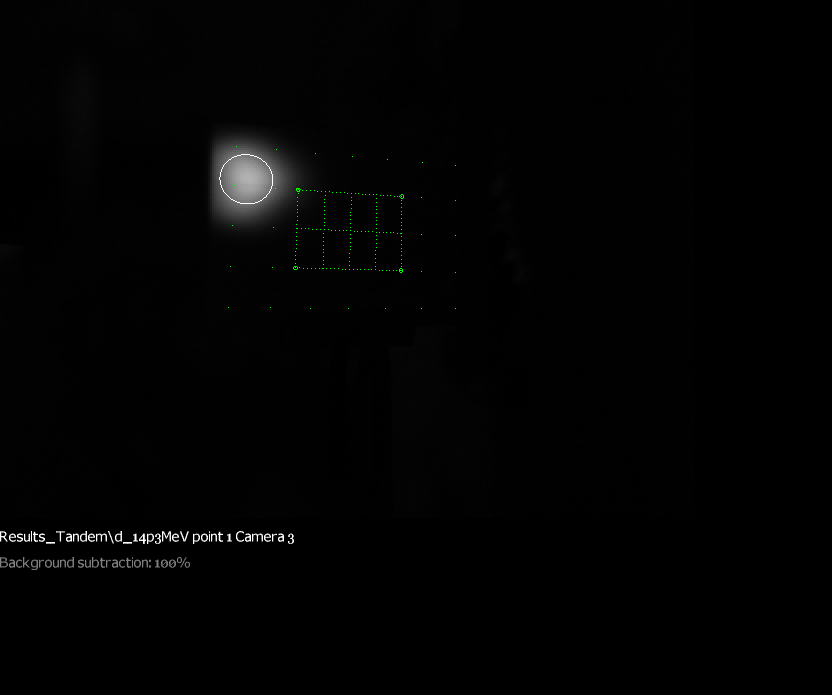 Results_Tandem\d_14p3MeV point 1 Camera 3
Background subtraction: 100%